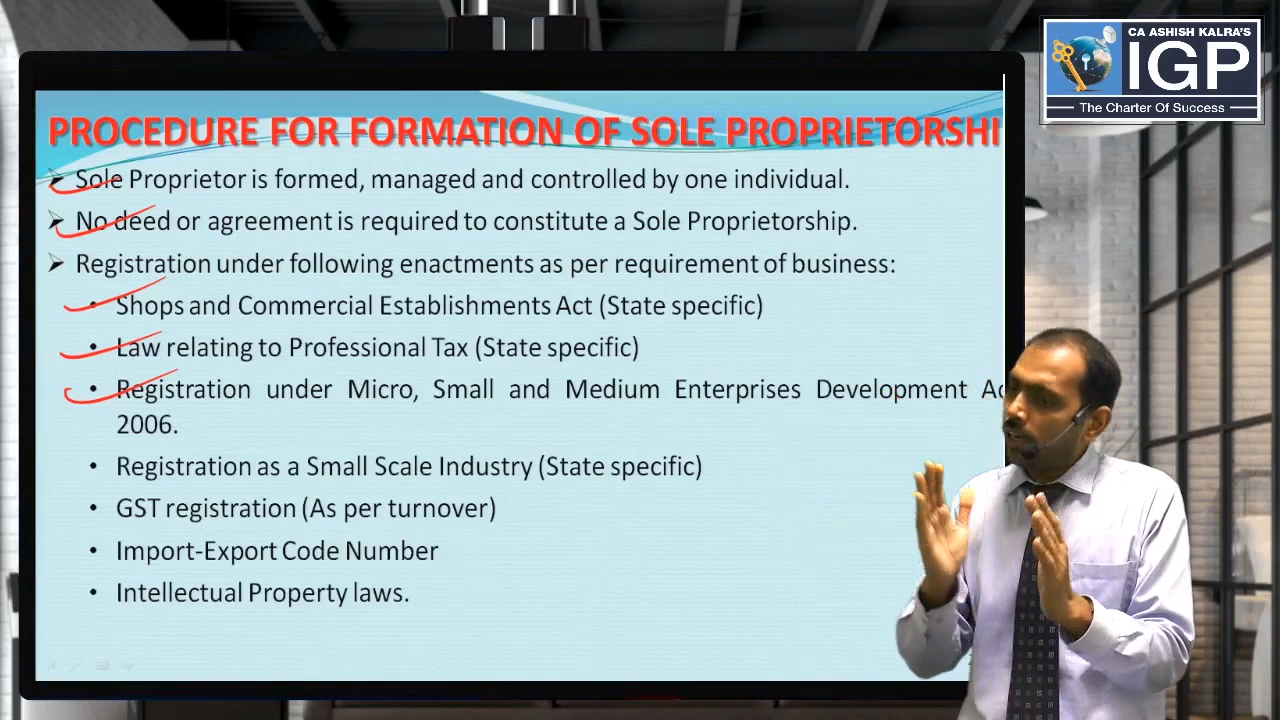 CA ASHISH KALRA'S
IGP
The Charter Of Success
PROCEDURE FOR FORMATION OF SOLE PROPRIETORSHI
Sole Proprietor is formed, managed and controlled by one individual.
No deed or agreement is required to constitute a Sole Proprietorship.
Registration under following enactments as per requirement of business:
• Shops and Commercial Establishments Act (State specific)
• Law relating to Professional Tax (State specific)
• Registration under Micro, Small and Medium Enterprises Development Ac
2006.
• Registration as a Small Scale Industry (State specific)
• GST registration (As per turnover)
• Import-Export Code Number
• Intellectual Property laws.